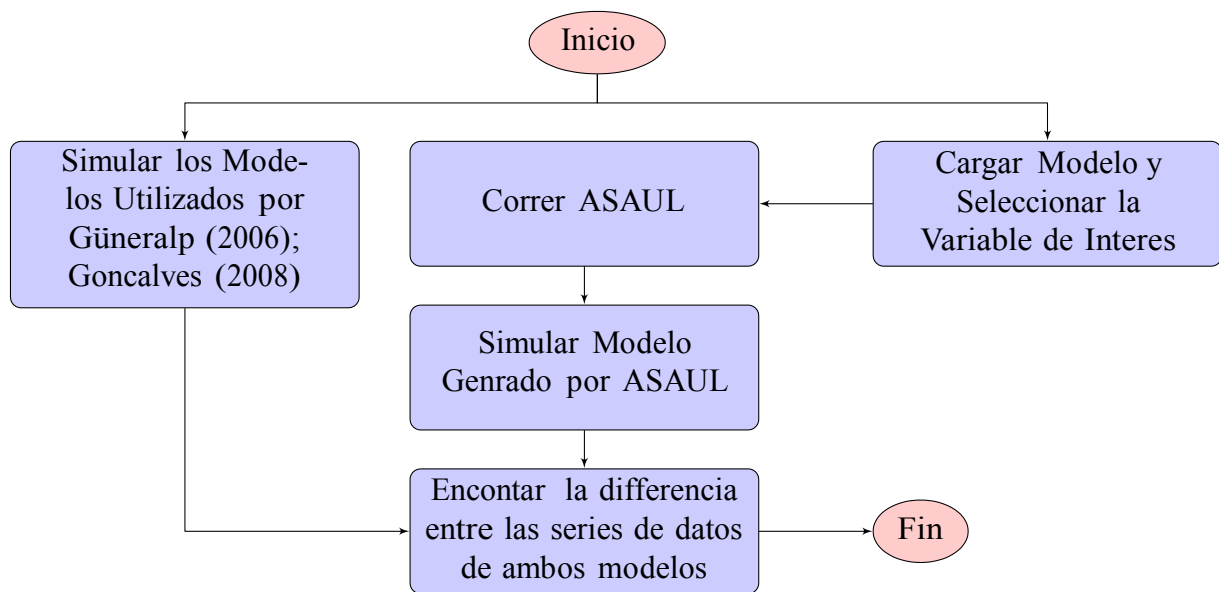 Inicio
Simular los Mode-
los Utilizados por
Güneralp (2006);
Goncalves (2008)
Correr ASAUL
Cargar Modelo y
Seleccionar la
Variable de Interes
Simular Modelo
Genrado por ASAUL
Encontar la differencia
entre las series de datos
de ambos modelos
Fin